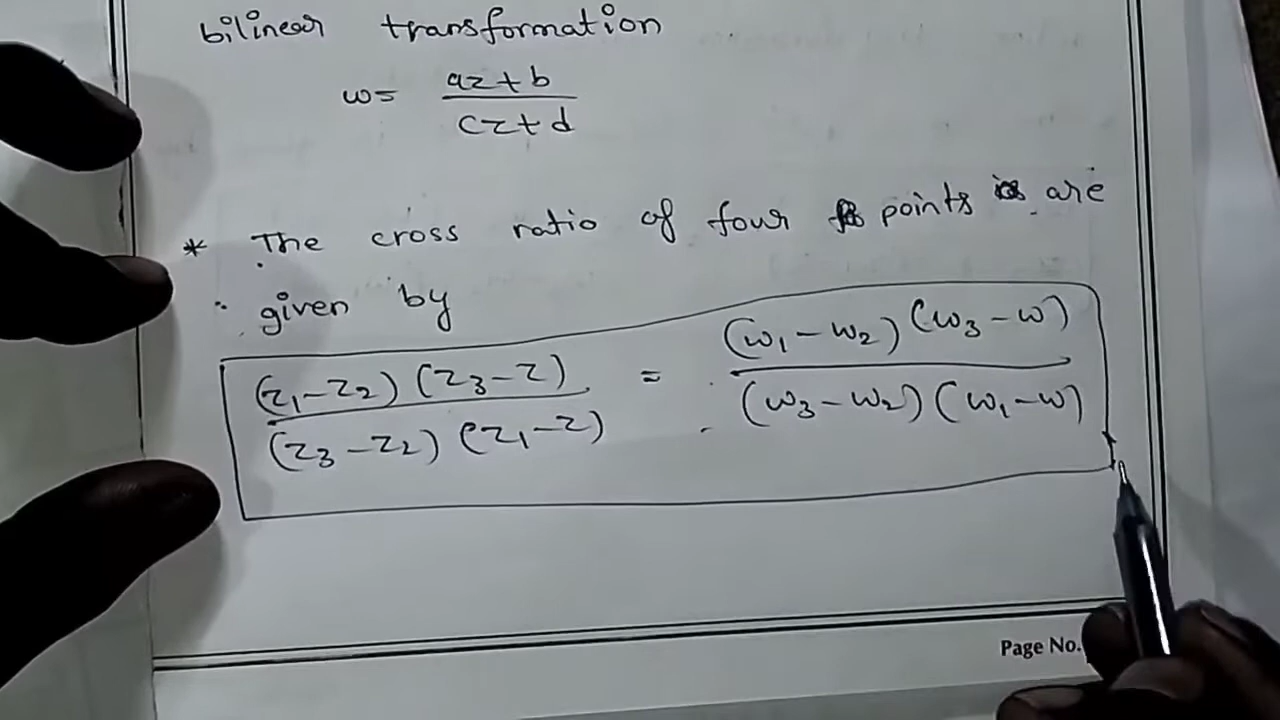 bilinear transformation
w= az+b
cz+d
* The cross ratio of four points are
given by
(z1-z2) (z3-z) = (w1-w2) (w3-w)
(z3-z2) (z1-z) (w3-w2) (w1-w)
Page No.